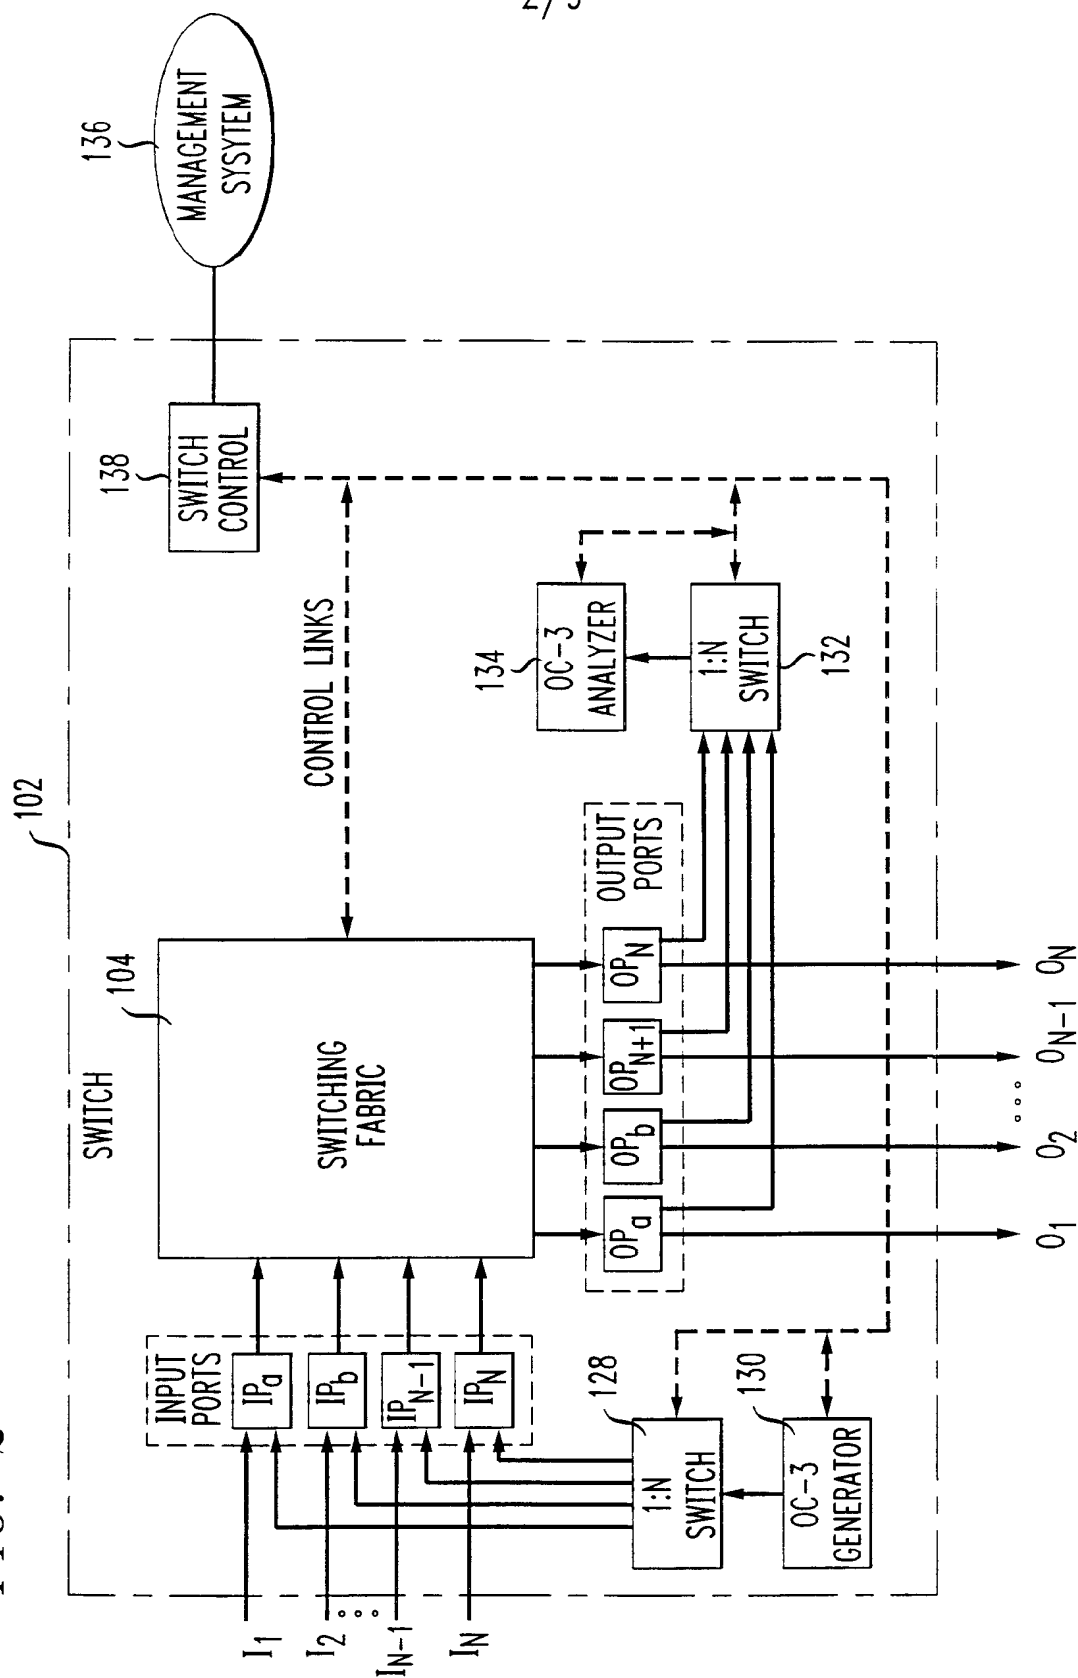 2/5
FIG. 2
102
SWITCH
104
SWITCHING
FABRIC
INPUT
PORTS
IPa
IPb
IPN-1
IPN
I1
I2
IN-1
IN
128
1:N
SWITCH
130
OC-3
GENERATOR
OUTPUT
PORTS
OPa
OPb
OPN+1
OPN
O1
O2
ON-1
ON
CONTROL LINKS
134
OC-3
ANALYZER
1:N
SWITCH
132
138
SWITCH
CONTROL
136
MANAGEMENT
SYSYTEM